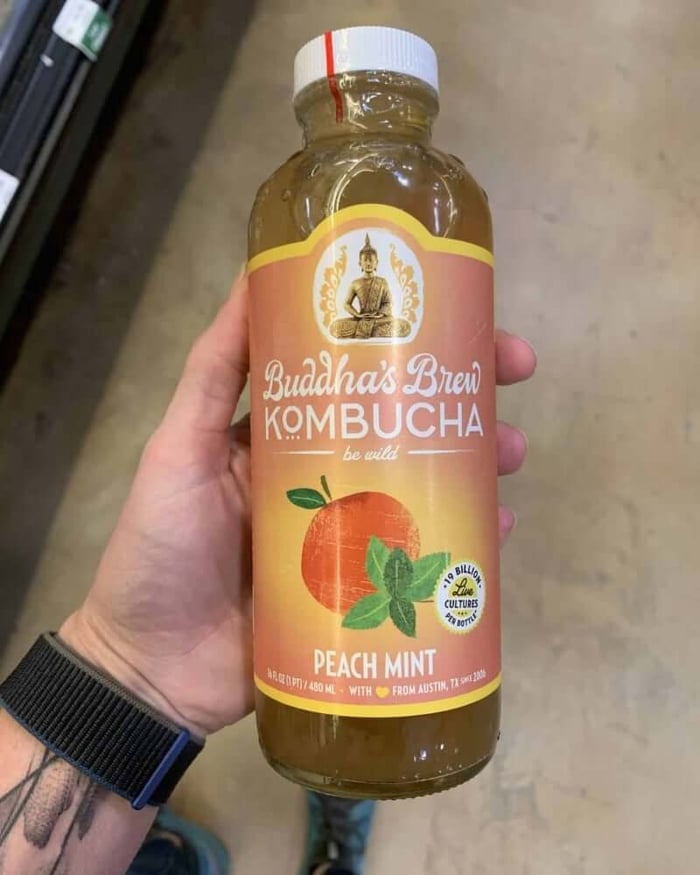 Buddha's Brew
KOMBUCHA
be wild
19 BILLION
Live
CULTURES
PER BOTTLE
PEACH MINT
16 FL OZ (1 PT) / 480 ML - WITH FROM AUSTIN, TX SINCE 2006